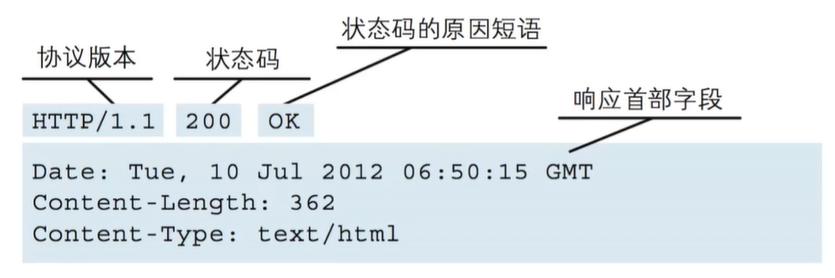 状态码的原因短语
协议版本
状态码
响应首部字段
HTTP/1.1 200 OK
Date: Tue, 10 Jul 2012 06:50:15 GMT
Content-Length: 362
Content-Type: text/html